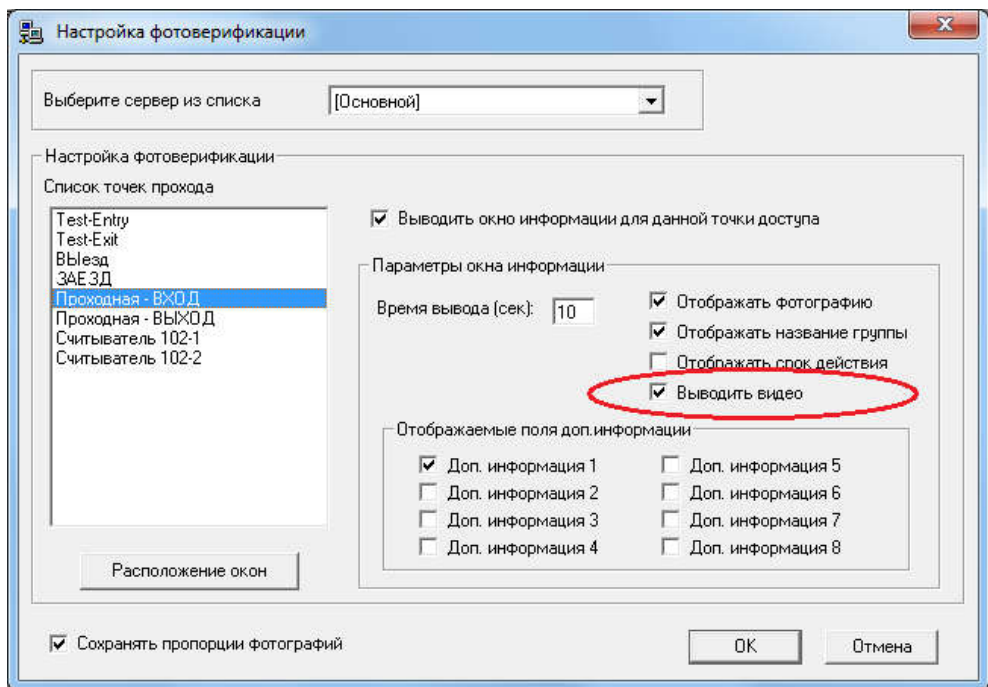 Настройка фотоверификации
Выберите сервер из списка
[Основной]
Настройка фотоверификации
Список точек прохода
Test-Entry
Test-Exit
ВЫезд
ЗАЕЗД
Проходная - ВХОД
Проходная - ВЫХОД
Считыватель 102-1
Считыватель 102-2
Расположение окон
Выводить окно информации для данной точки доступа
Параметры окна информации
Время вывода (сек): 10
Отображать фотографию
Отображать название группы
Отображать срок действия
Выводить видео
Отображаемые поля доп.информации
Доп. информация 1
Доп. информация 2
Доп. информация 3
Доп. информация 4
Доп. информация 5
Доп. информация 6
Доп. информация 7
Доп. информация 8
Сохранять пропорции фотографий
OK
Отмена